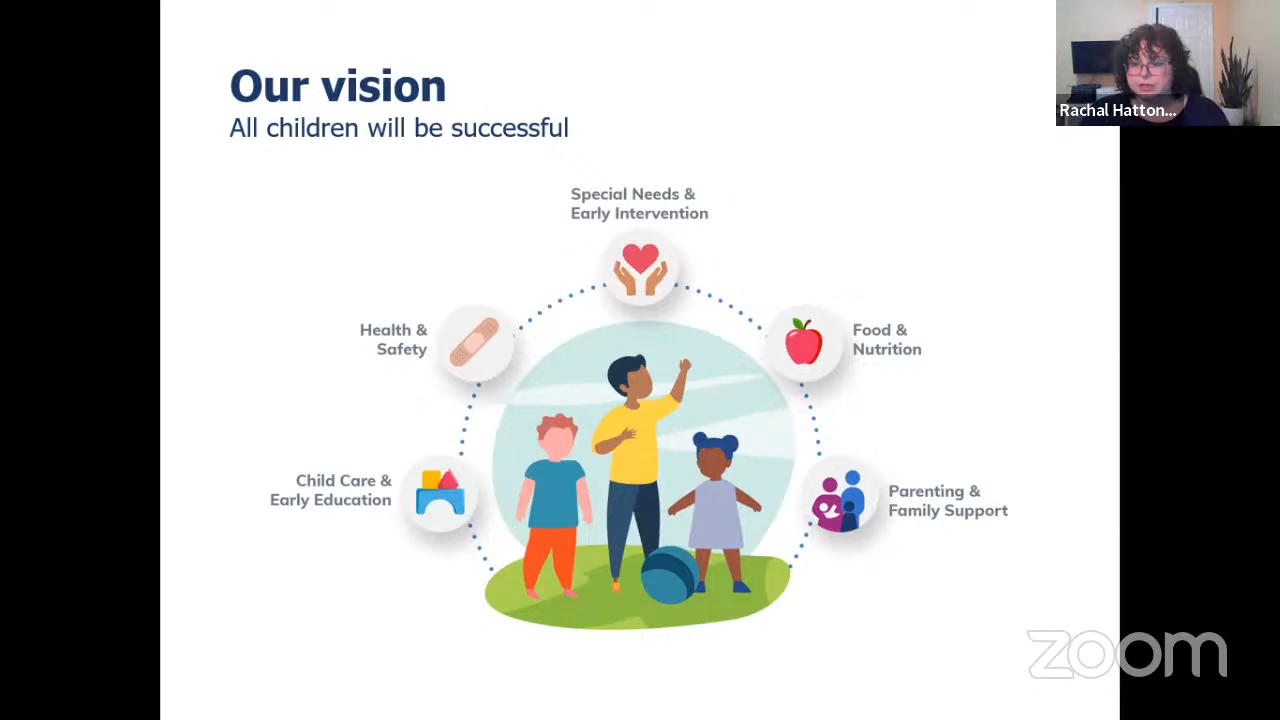 Our vision
All children will be successful
Rachal Hatton...
Special Needs &
Early Intervention
Health &
Safety
Food &
Nutrition
Child Care &
Early Education
Parenting &
Family Support
zoom